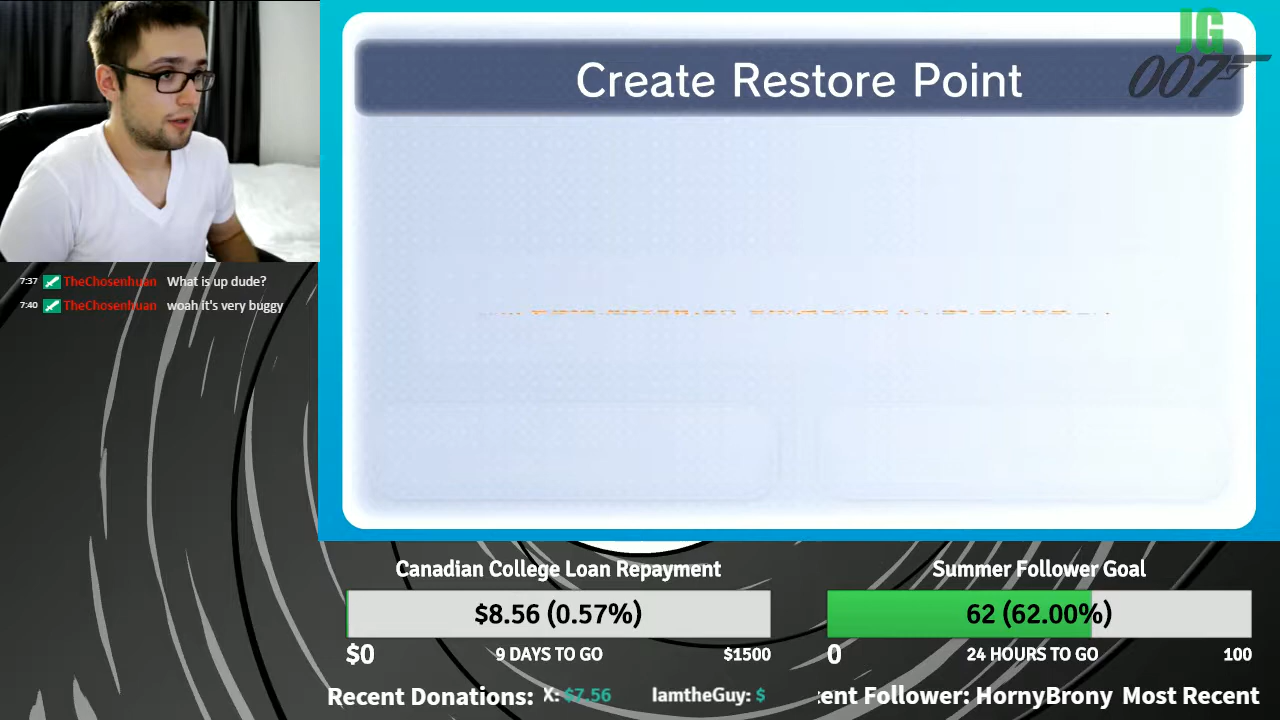 JG
007
Create Restore Point
7:37 TheChosenhuan What is up dude?
7:40 TheChosenhuan woah it's very buggy
Canadian College Loan Repayment
$8.56 (0.57%)
$0 9 DAYS TO GO $1500
Summer Follower Goal
62 (62.00%)
0 24 HOURS TO GO 100
Recent Donations: X: $7.56 IamtheGuy: $
ent Follower: HornyBrony Most Recent